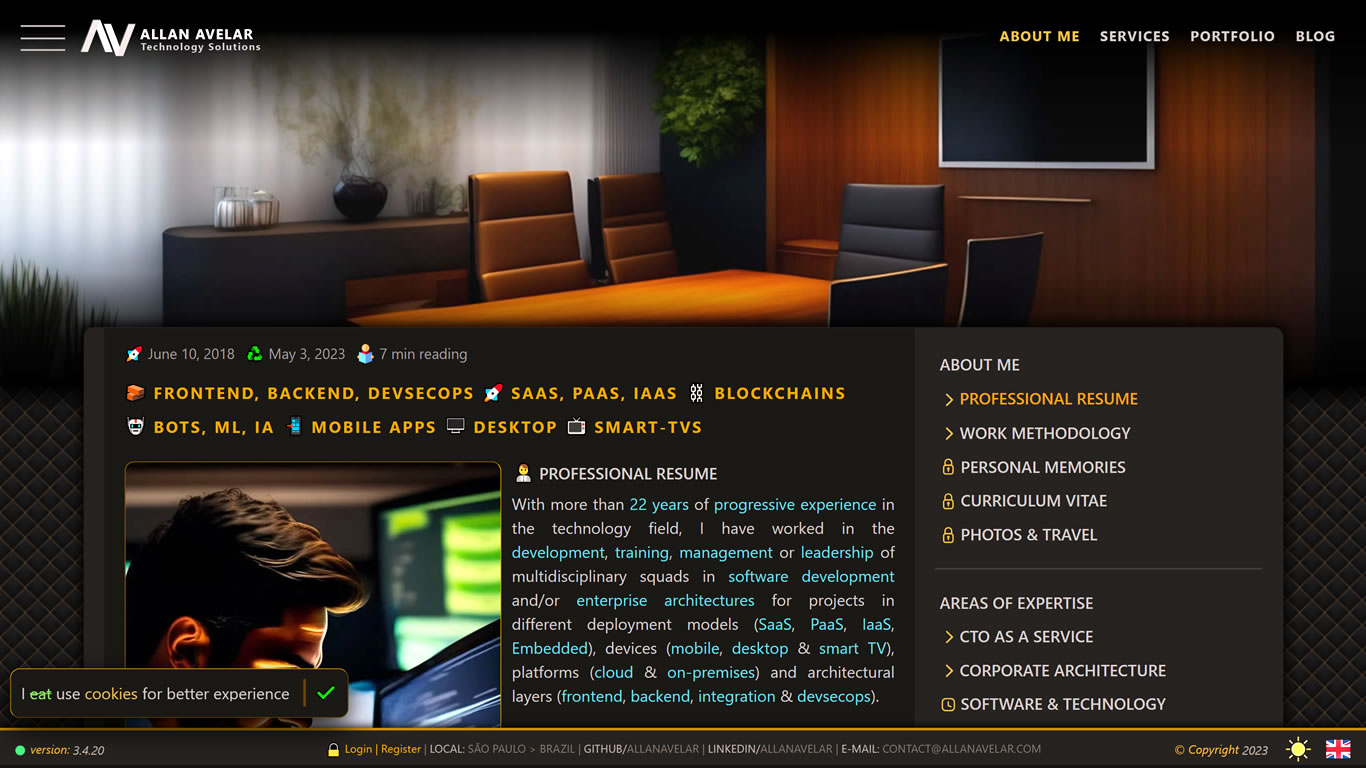 ALLAN AVELAR
Technology Solutions
ABOUT ME SERVICES PORTFOLIO BLOG
June 10, 2018 May 3, 2023 7 min reading
FRONTEND, BACKEND, DEVSECOPS SAAS, PAAS, IAAS BLOCKCHAINS
BOTS, ML, IA MOBILE APPS DESKTOP SMART-TVS
PROFESSIONAL RESUME
With more than 22 years of progressive experience in
the technology field, I have worked in the
development, training, management or leadership of
multidisciplinary squads in software development
and/or enterprise architectures for projects in
different deployment models (SaaS, PaaS, IaaS,
Embedded), devices (mobile, desktop & smart TV),
platforms (cloud & on-premises) and architectural
layers (frontend, backend, integration & devsecops).
ABOUT ME
PROFESSIONAL RESUME
WORK METHODOLOGY
PERSONAL MEMORIES
CURRICULUM VITAE
PHOTOS & TRAVEL
AREAS OF EXPERTISE
CTO AS A SERVICE
CORPORATE ARCHITECTURE
SOFTWARE & TECHNOLOGY
I eat use cookies for better experience
version: 3.4.20
Login | Register | LOCAL: SÃO PAULO > BRAZIL | GITHUB/ALLANAVELAR | LINKEDIN/ALLANAVELAR | E-MAIL: CONTACT@ALLANAVELAR.COM
© Copyright 2023